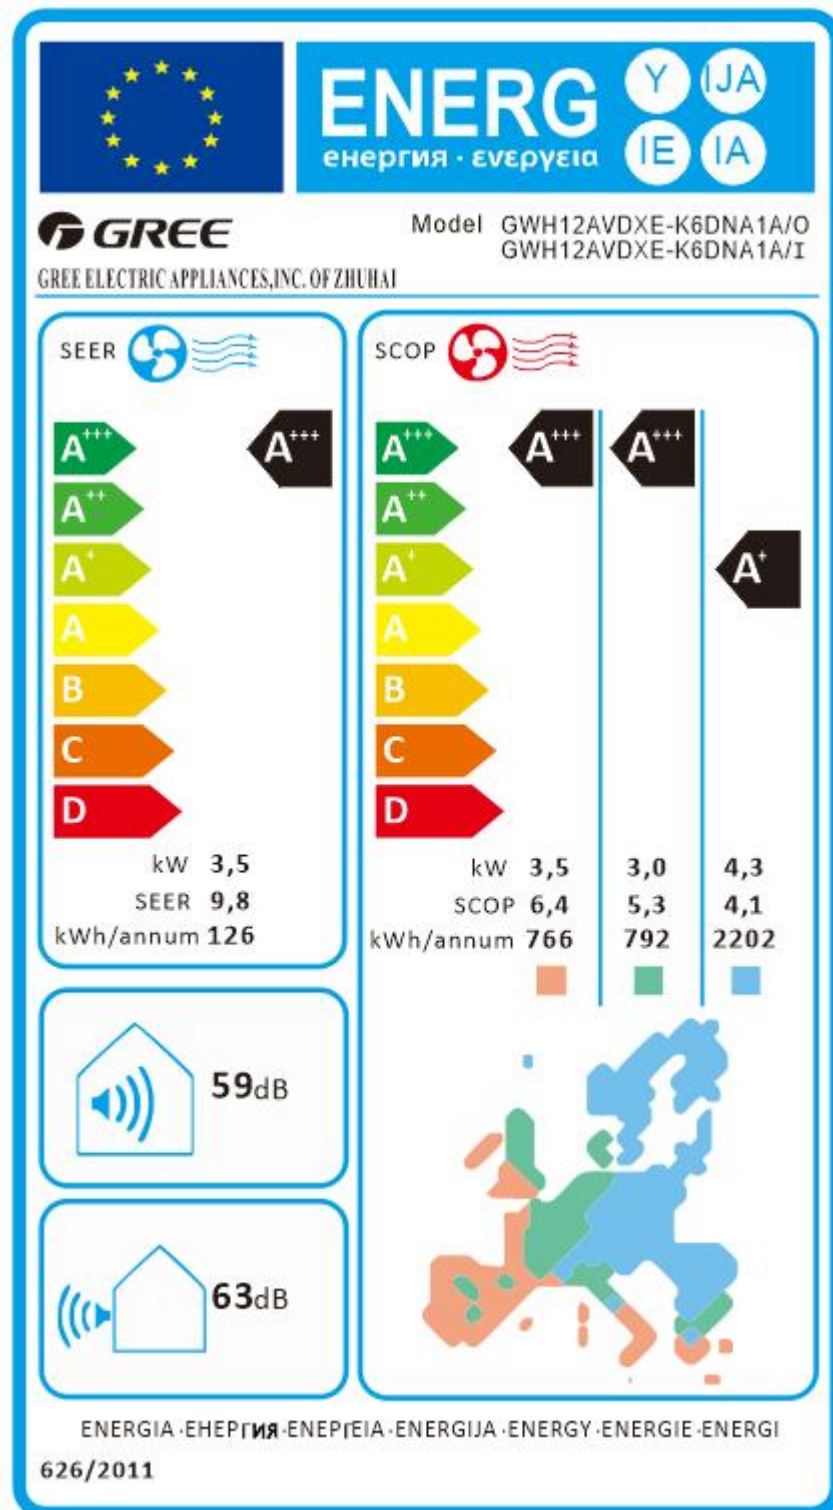 ENERG
Y IJA
енергия · ενεργεια
IE IA
GREE
Model GWH12AVDXE-K6DNA1A/O
GWH12AVDXE-K6DNA1A/I
GREE ELECTRIC APPLIANCES,INC. OF ZHUHAI
SEER
A+++ A+++
A++
A+
A
B
C
D
kW 3,5
SEER 9,8
kWh/annum 126
SCOP
A+++ A+++ A+++
A++
A+ A+
A
B
C
D
kW 3,5 3,0 4,3
SCOP 6,4 5,3 4,1
kWh/annum 766 792 2202
59dB
63dB
ENERGIA·ЕНЕРГИЯ·ΕΝΕΡΓΕΙΑ·ENERGIJA·ENERGY·ENERGIE·ENERGI
626/2011